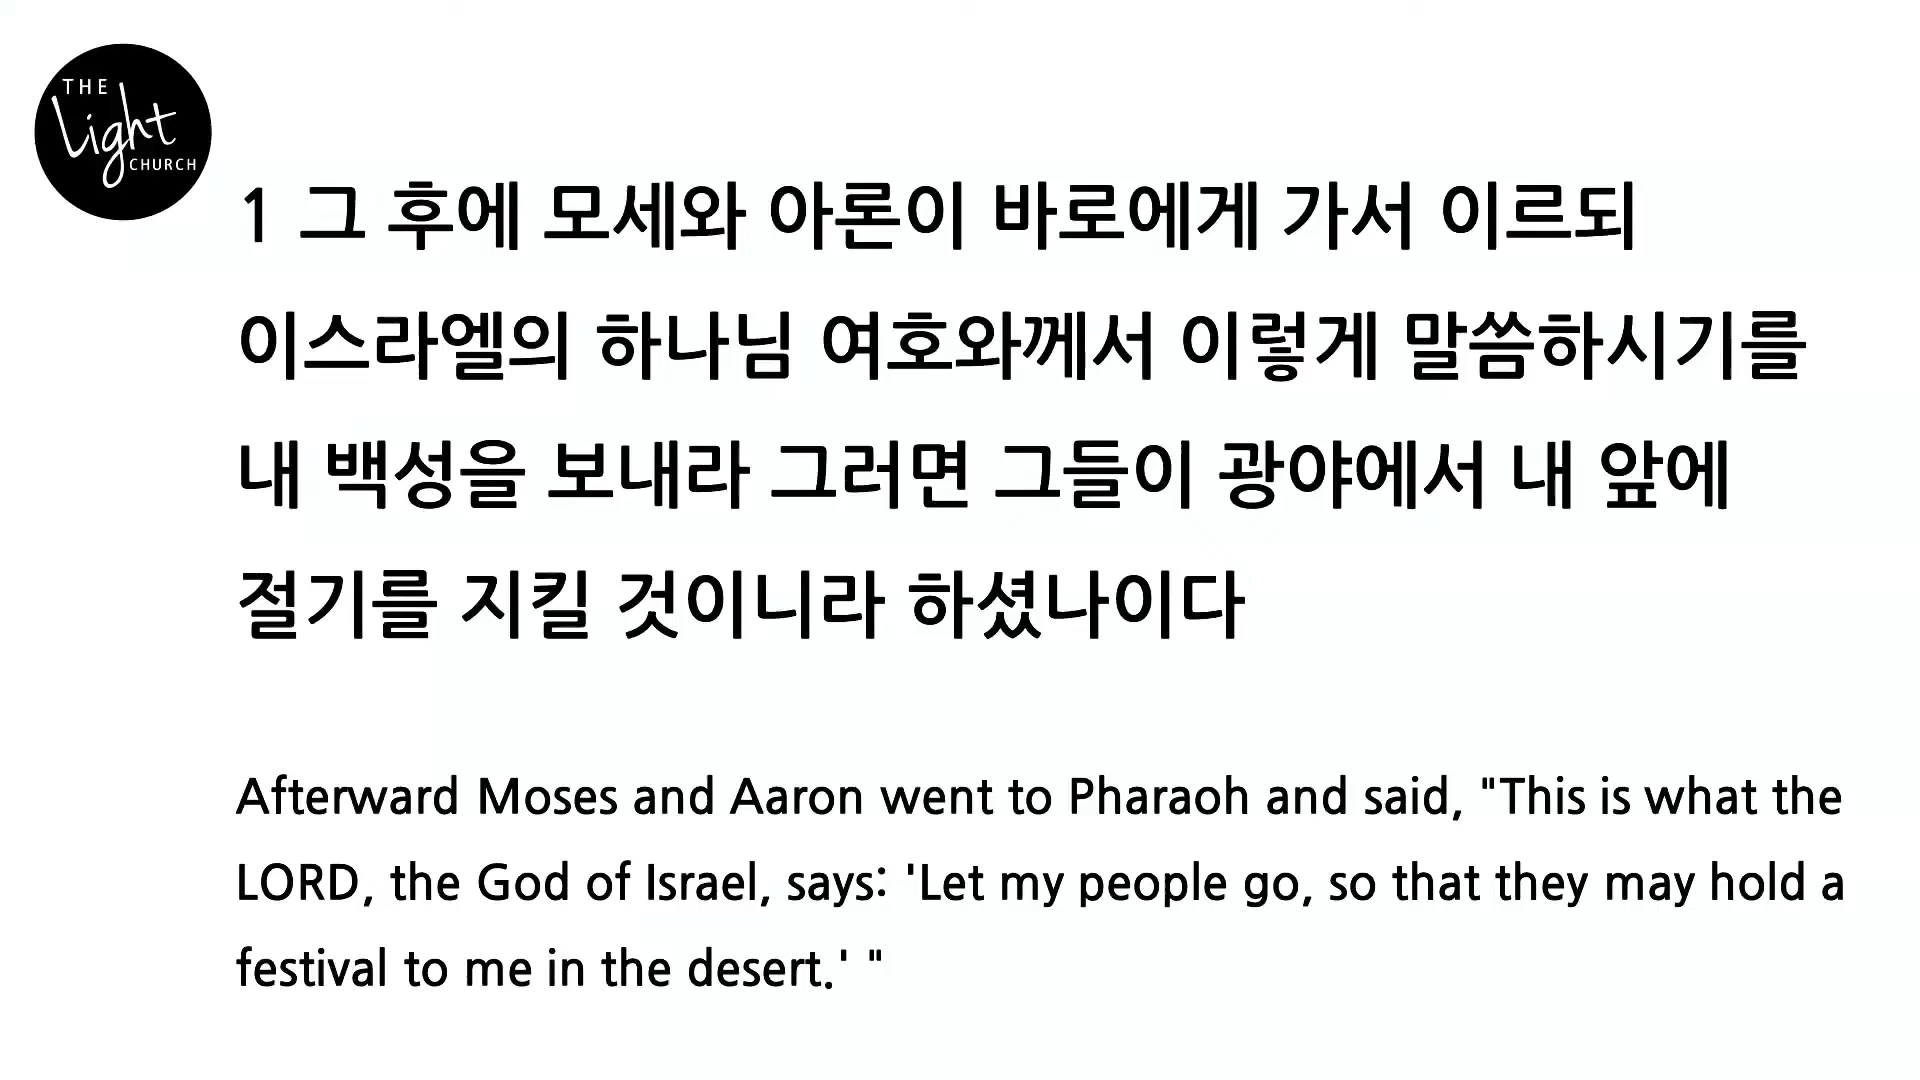 THE
Light
CHURCH
1 그 후에 모세와 아론이 바로에게 가서 이르되
이스라엘의 하나님 여호와께서 이렇게 말씀하시기를
내 백성을 보내라 그러면 그들이 광야에서 내 앞에
절기를 지킬 것이니라 하셨나이다
Afterward Moses and Aaron went to Pharaoh and said, "This is what the
LORD, the God of Israel, says: 'Let my people go, so that they may hold a
festival to me in the desert.' "